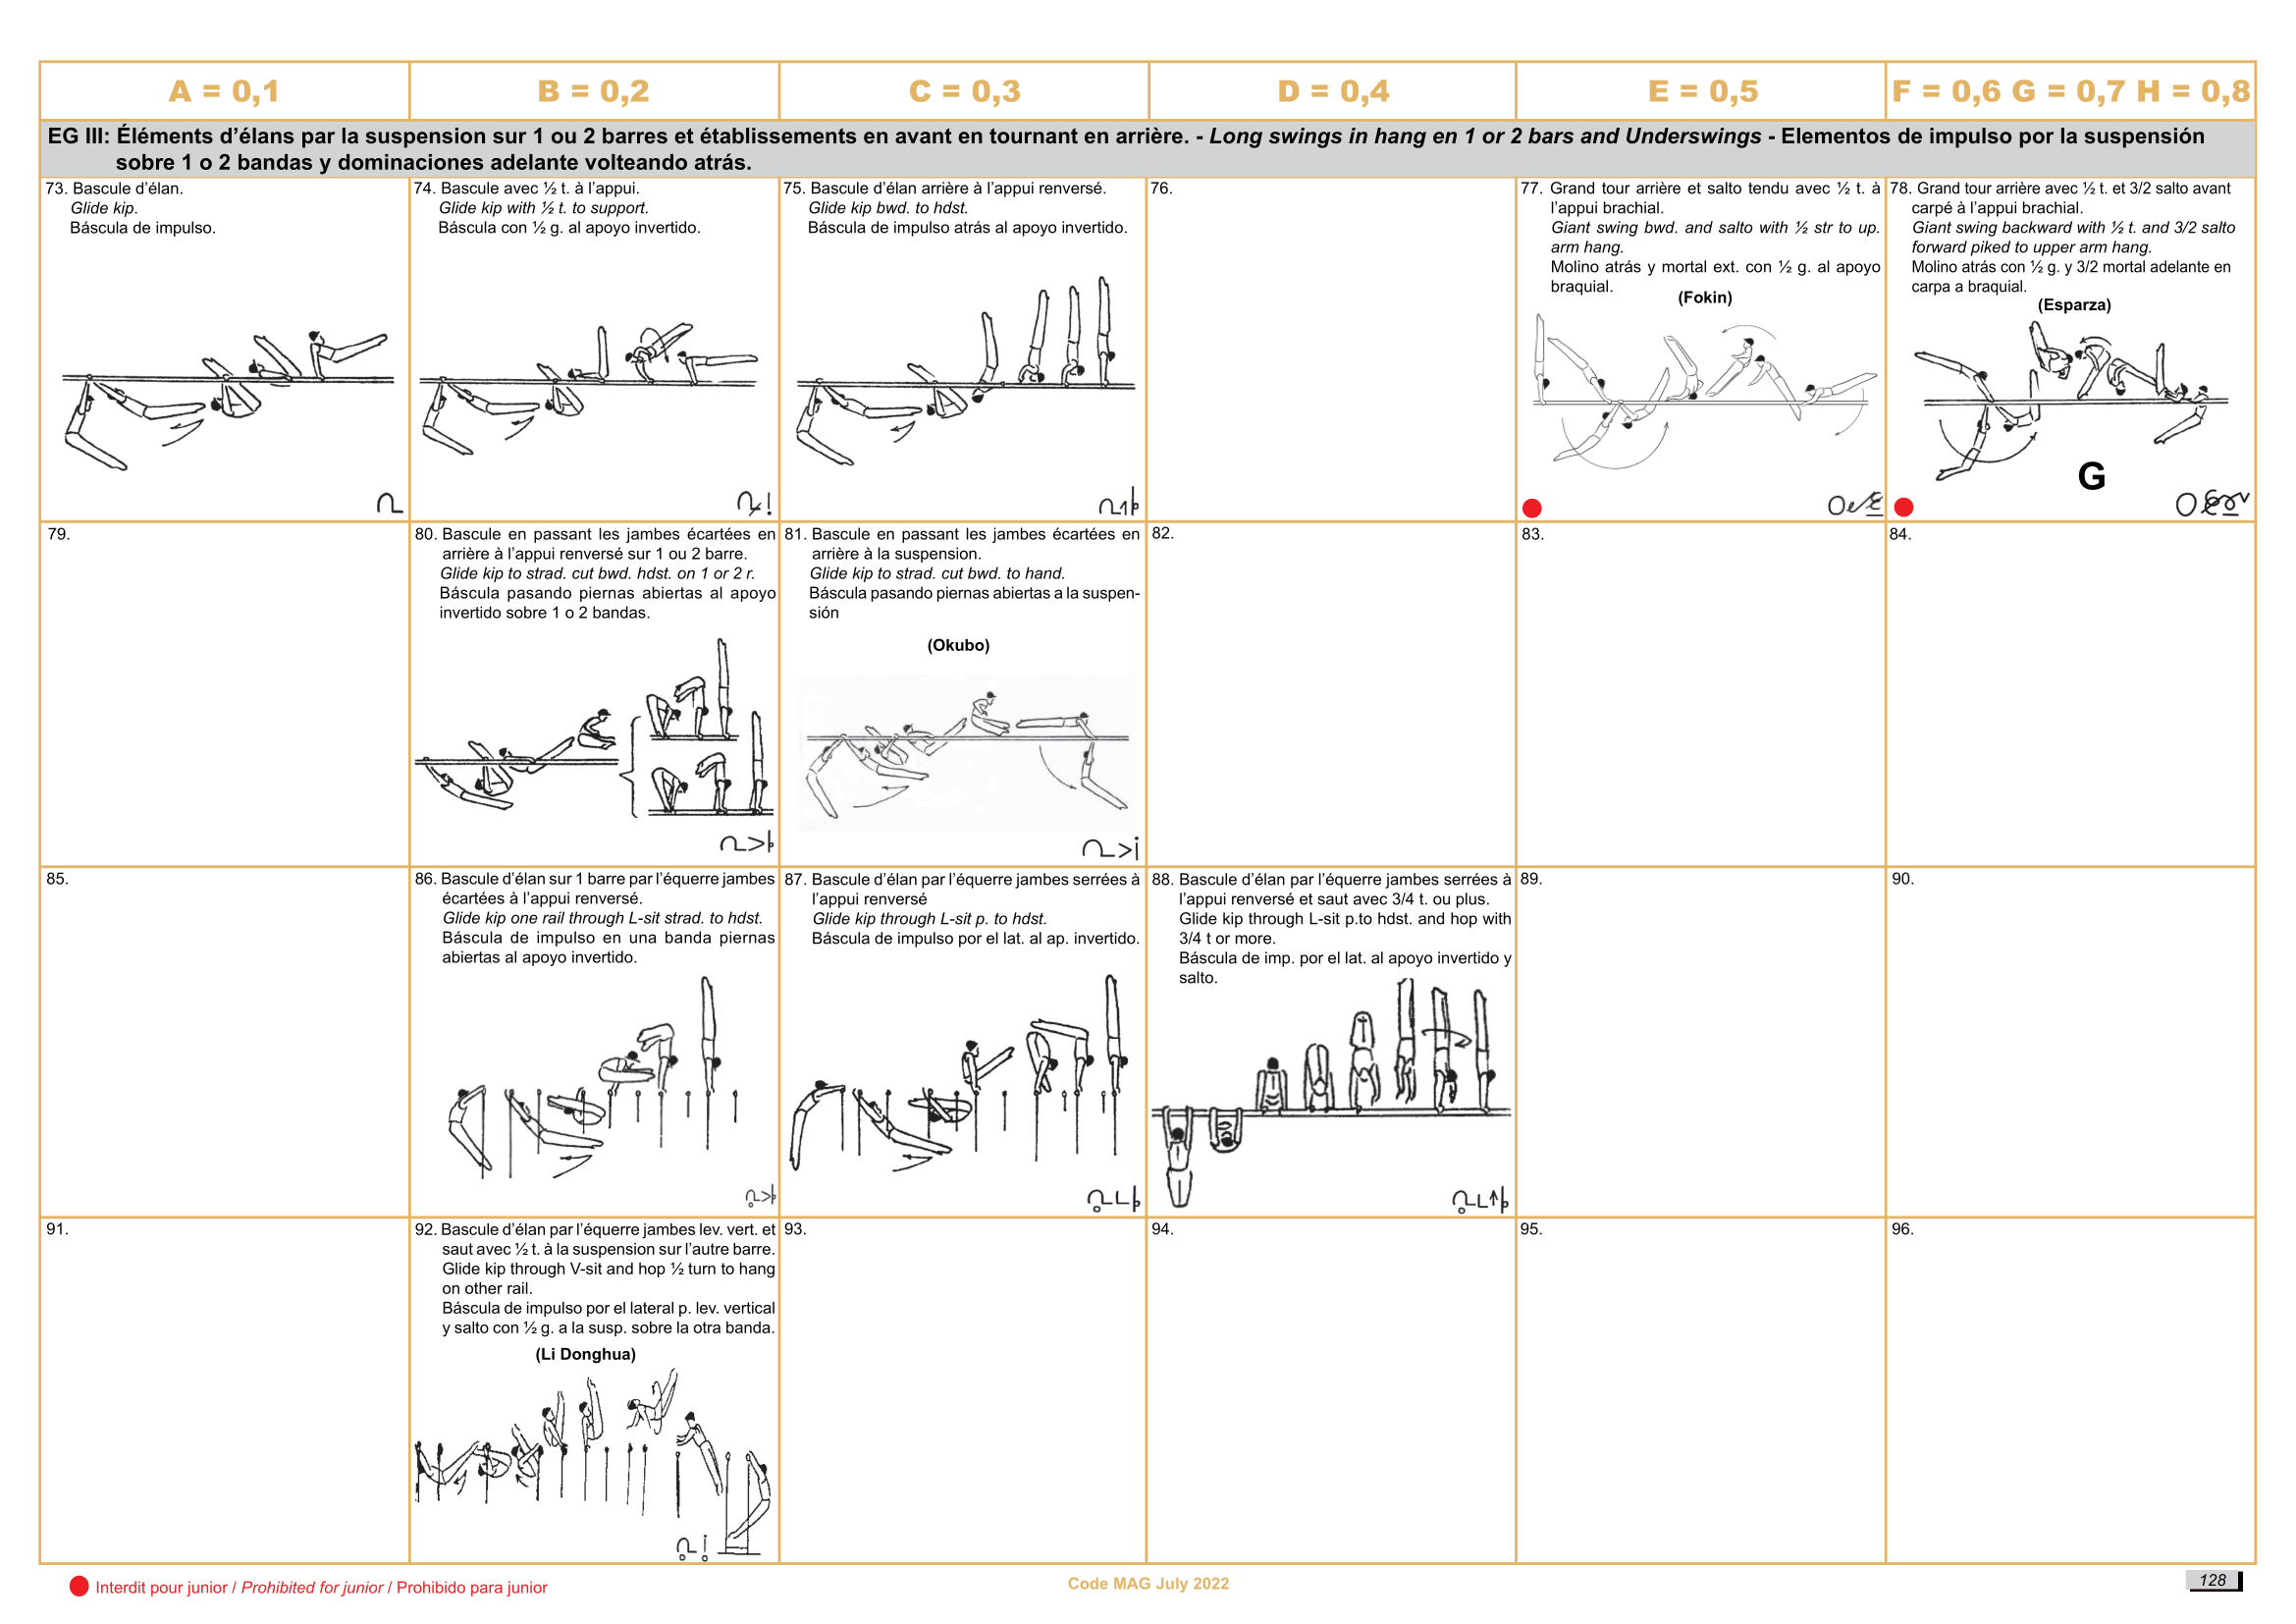 A = 0,1
B = 0,2
C = 0,3
D = 0,4
E = 0,5
F = 0,6 G = 0,7 H = 0,8
EG III: Éléments d'élans par la suspension sur 1 ou 2 barres et établissements en avant en tournant en arrière. - Long swings in hang en 1 or 2 bars and Underswings - Elementos de impulso por la suspensión
sobre 1 o 2 bandas y dominaciones adelante volteando atrás.
73. Bascule d'élan.
Glide kip.
Báscula de impulso.
74. Bascule avec ½ t. à l'appui.
Glide kip with ½ t. to support.
Báscula con ½ g. al apoyo invertido.
75. Bascule d'élan arrière à l'appui renversé.
Glide kip bwd. to hdst.
Báscula de impulso atrás al apoyo invertido.
76.
77. Grand tour arrière et salto tendu avec ½ t. à
l'appui brachial.
Giant swing bwd. and salto with ½ str to up.
arm hang.
Molino atrás y mortal ext. con ½ g. al apoyo
braquial.
(Fokin)
78. Grand tour arrière avec ½ t. et 3/2 salto avant
carpé à l'appui brachial.
Giant swing backward with ½ t. and 3/2 salto
forward piked to upper arm hang.
Molino atrás con ½ g. y 3/2 mortal adelante en
carpa a braquial.
(Esparza)
G
79.
80. Bascule en passant les jambes écartées en
arrière à l'appui renversé sur 1 ou 2 barre.
Glide kip to strad. cut bwd. hdst. on 1 or 2 r.
Báscula pasando piernas abiertas al apoyo
invertido sobre 1 o 2 bandas.
81. Bascule en passant les jambes écartées en
arrière à la suspension.
Glide kip to strad. cut bwd. to hand.
Báscula pasando piernas abiertas a la suspen-
sión
(Okubo)
82.
83.
84.
85.
86. Bascule d'élan sur 1 barre par l'équerre jambes
écartées à l'appui renversé.
Glide kip one rail through L-sit strad. to hdst.
Báscula de impulso en una banda piernas
abiertas al apoyo invertido.
87. Bascule d'élan par l'équerre jambes serrées à
l'appui renversé
Glide kip through L-sit p. to hdst.
Báscula de impulso por el lat. al ap. invertido.
88. Bascule d'élan par l'équerre jambes serrées à
l'appui renversé et saut avec 3/4 t. ou plus.
Glide kip through L-sit p.to hdst. and hop with
3/4 t or more.
Báscula de imp. por el lat. al apoyo invertido y
salto.
89.
90.
91.
92. Bascule d'élan par l'équerre jambes lev. vert. et
saut avec ½ t. à la suspension sur l'autre barre.
Glide kip through V-sit and hop ½ turn to hang
on other rail.
Báscula de impulso por el lateral p. lev. vertical
y salto con ½ g. a la susp. sobre la otra banda.
(Li Donghua)
93.
94.
95.
96.
Interdit pour junior / Prohibited for junior / Prohibido para junior
Code MAG July 2022
128